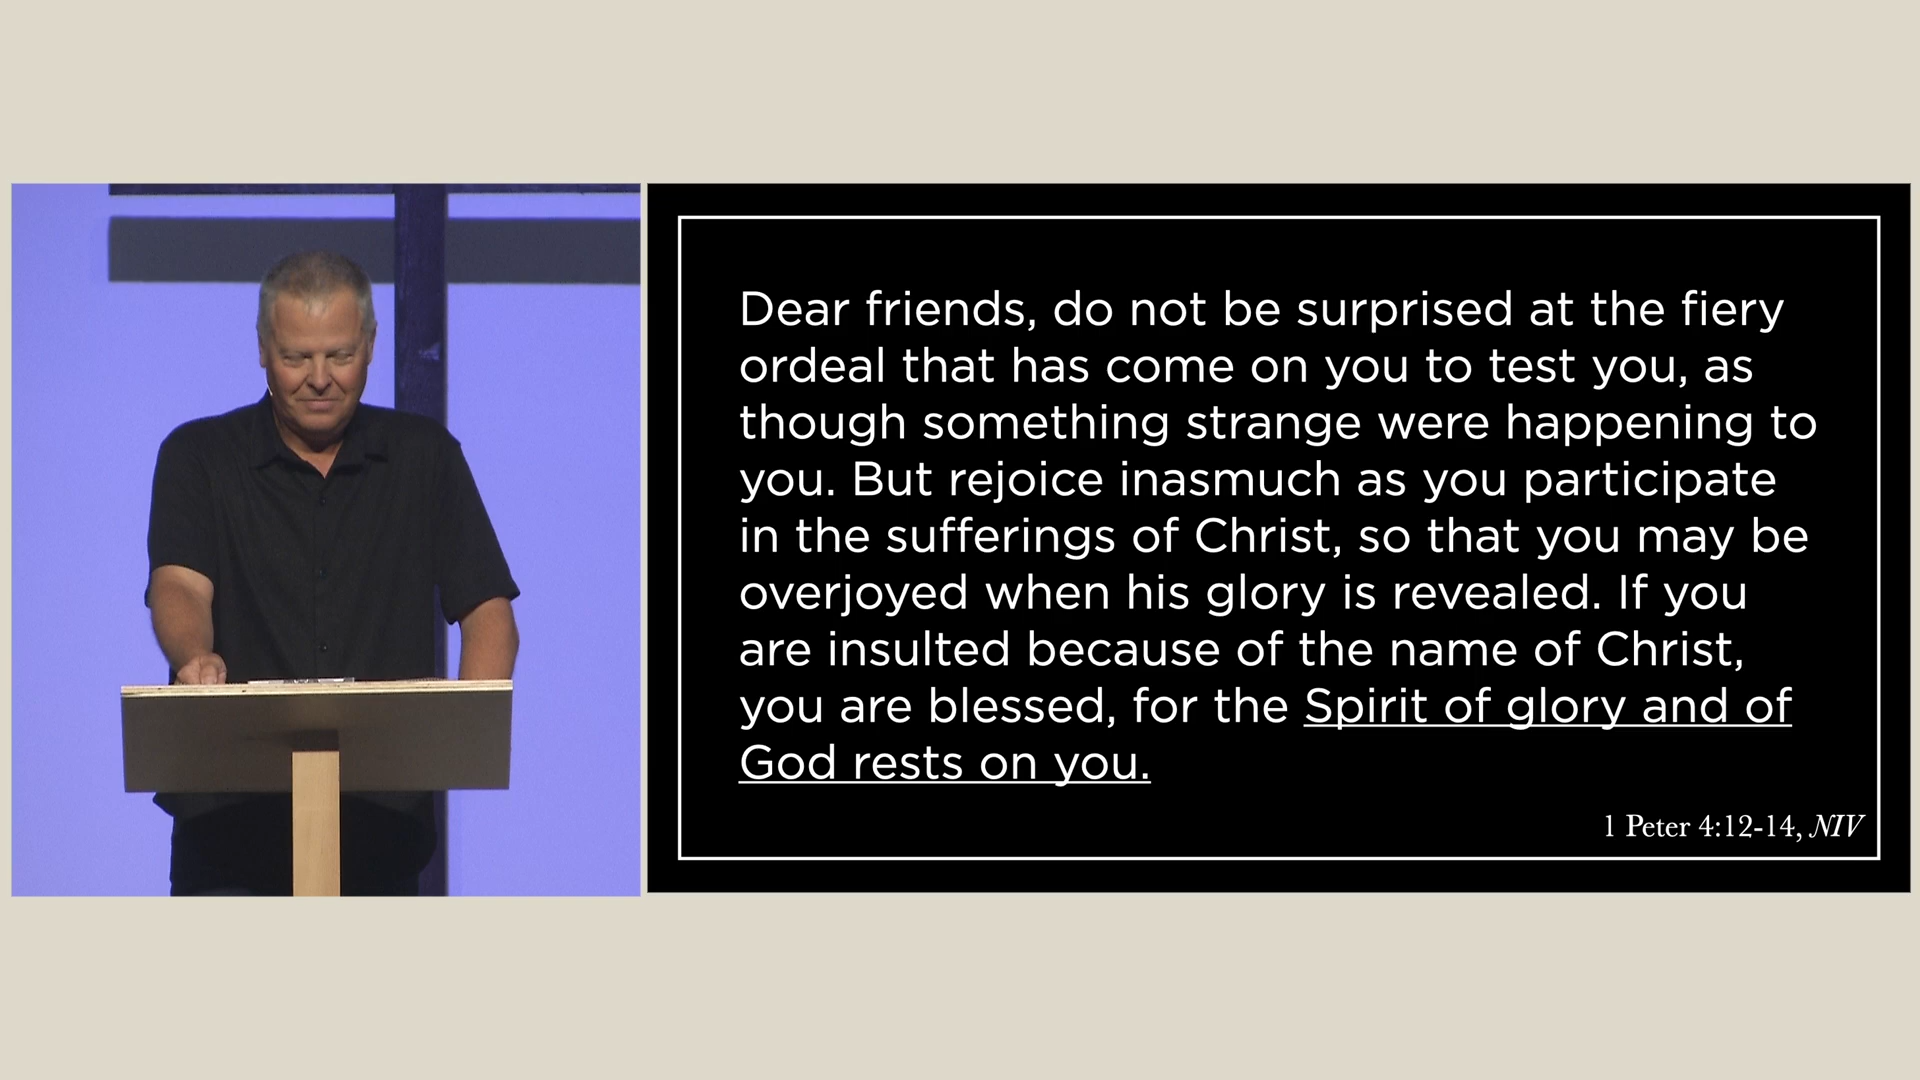 Dear friends, do not be surprised at the fiery
ordeal that has come on you to test you, as
though something strange were happening to
you. But rejoice inasmuch as you participate
in the sufferings of Christ, so that you may be
overjoyed when his glory is revealed. If you
are insulted because of the name of Christ,
you are blessed, for the Spirit of glory and of
God rests on you.
1 Peter 4:12-14, NIV